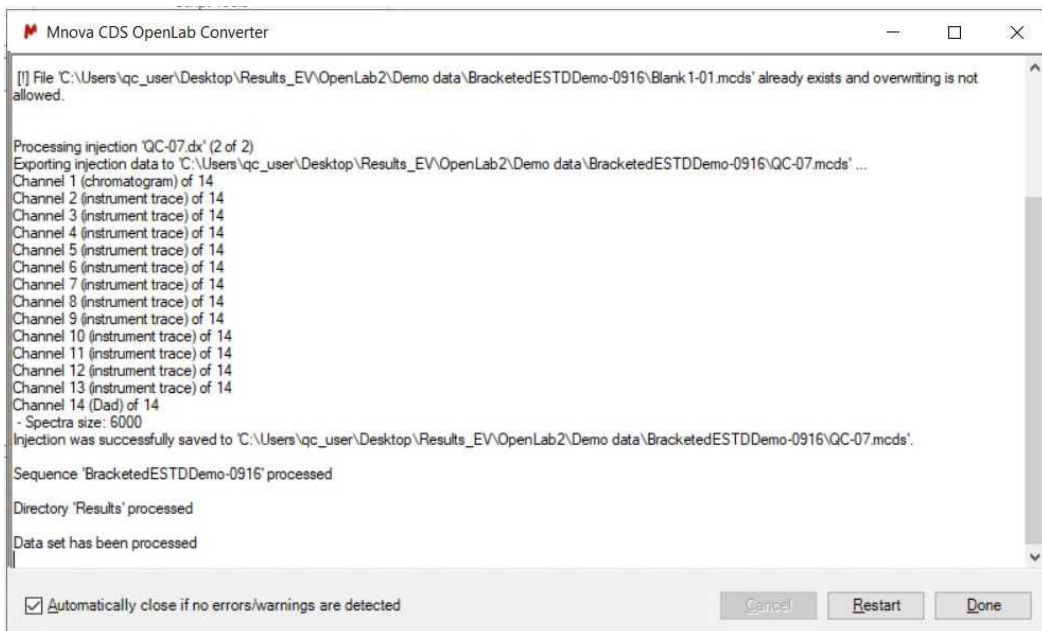 Mnova CDS OpenLab Converter
[!] File 'C:\Users\qc_user\Desktop\Results_EV\OpenLab2\Demo data\BracketedESTDDemo-0916\Blank1-01.mcds' already exists and overwriting is not
allowed.
Processing injection 'QC-07.dx' (2 of 2)
Exporting injection data to 'C:\Users\qc_user\Desktop\Results_EV\OpenLab2\Demo data\BracketedESTDDemo-0916\QC-07.mcds' ...
Channel 1 (chromatogram) of 14
Channel 2 (instrument trace) of 14
Channel 3 (instrument trace) of 14
Channel 4 (instrument trace) of 14
Channel 5 (instrument trace) of 14
Channel 6 (instrument trace) of 14
Channel 7 (instrument trace) of 14
Channel 8 (instrument trace) of 14
Channel 9 (instrument trace) of 14
Channel 10 (instrument trace) of 14
Channel 11 (instrument trace) of 14
Channel 12 (instrument trace) of 14
Channel 13 (instrument trace) of 14
Channel 14 (Dad) of 14
- Spectra size: 6000
Injection was successfully saved to 'C:\Users\qc_user\Desktop\Results_EV\OpenLab2\Demo data\BracketedESTDDemo-0916\QC-07.mcds'.
Sequence 'BracketedESTDDemo-0916' processed
Directory 'Results' processed
Data set has been processed
Automatically close if no errors/warnings are detected
Cancel
Restart
Done